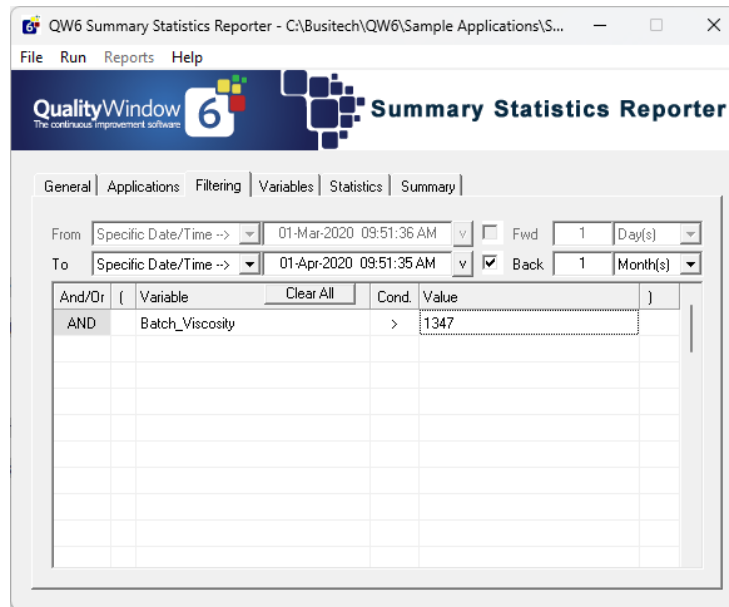 QW6 Summary Statistics Reporter - C:\Busitech\QW6\Sample Applications\S...
File Run Reports Help
QualityWindow 6
The continuous improvement software
Summary Statistics Reporter
General Applications Filtering Variables Statistics Summary
From Specific Date/Time --> 01-Mar-2020 09:51:36 AM v Fwd 1 Day(s)
To Specific Date/Time --> 01-Apr-2020 09:51:35 AM v Back 1 Month(s)
And/Or ( Variable Clear All Cond. Value )
AND Batch_Viscosity > 1347